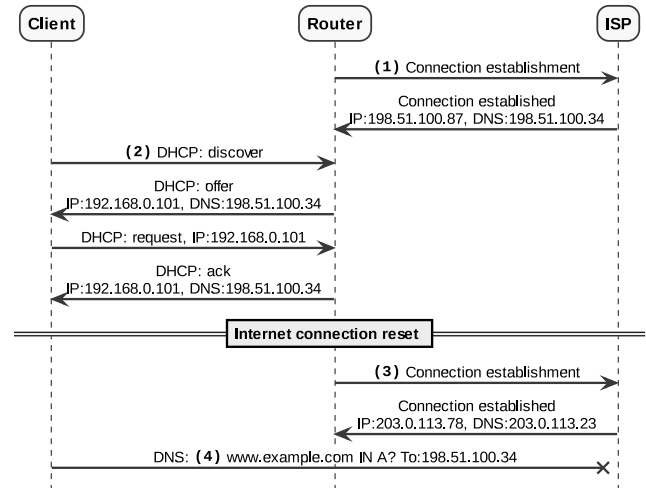 Client Router ISP
(1) Connection establishment
Connection established
IP:198.51.100.87, DNS:198.51.100.34
(2) DHCP: discover
DHCP: offer
IP:192.168.0.101, DNS:198.51.100.34
DHCP: request, IP:192.168.0.101
DHCP: ack
IP:192.168.0.101, DNS:198.51.100.34
Internet connection reset
(3) Connection establishment
Connection established
IP:203.0.113.78, DNS:203.0.113.23
DNS: (4) www.example.com IN A? To:198.51.100.34